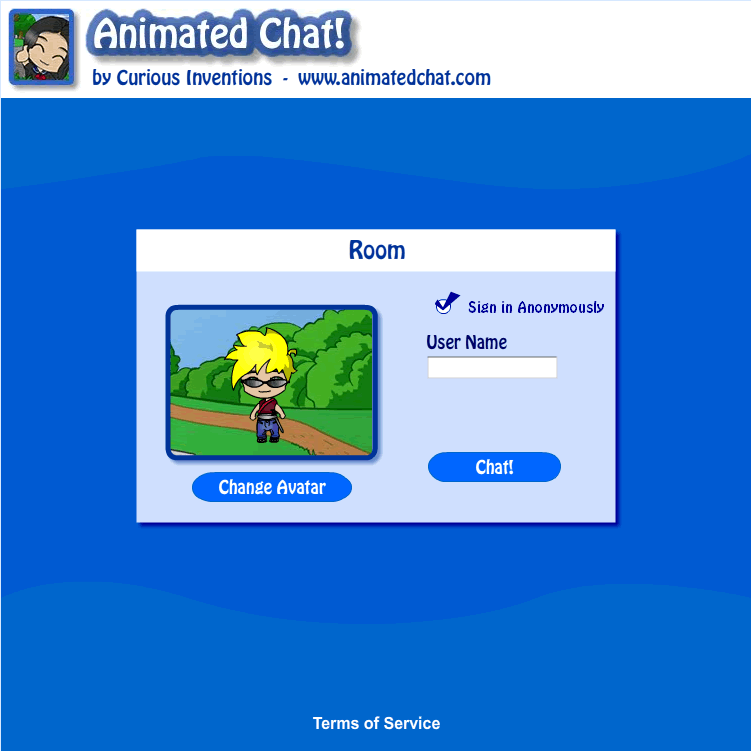 Animated Chat!
by Curious Inventions - www.animatedchat.com
Room
Sign in Anonymously
User Name
Chat!
Change Avatar
Terms of Service